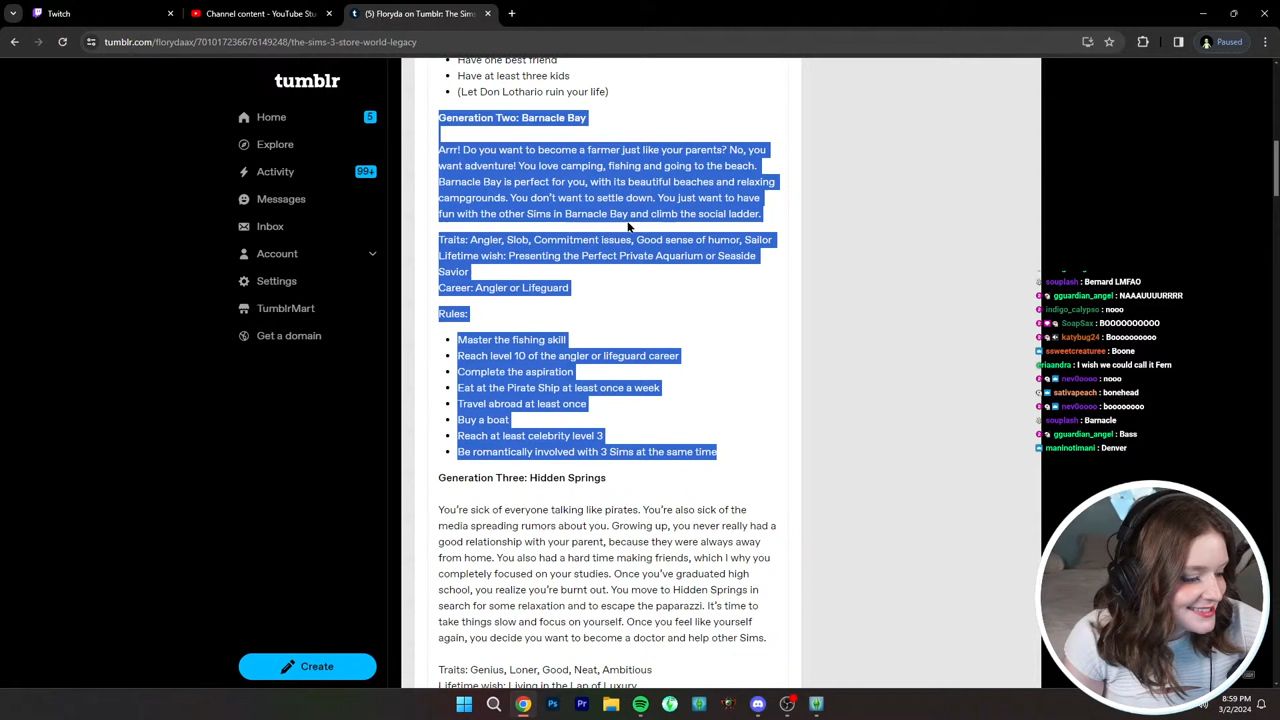 Twitch
Channel content - YouTube Stu
(5) Floryda on Tumblr: The Sims
tumblr.com/florydaax/701017236676149248/the-sims-3-store-world-legacy
Paused
tumblr
Home
5
Explore
Activity
99+
Inbox
Messages
Account
Settings
TumblrMart
Get a domain
Create
Have one best friend
Have at least three kids
(Let Don Lothario ruin your life)
Generation Two: Barnacle Bay
Arrr! Do you want to become a farmer just like your parents? No, you
want adventure! You love camping, fishing and going to the beach.
Barnacle Bay is perfect for you, with its beautiful beaches and relaxing
campgrounds. You don't want to settle down. You just want to have
fun with the other Sims in Barnacle Bay and climb the social ladder.
Traits: Angler, Slob, Commitment issues, Good sense of humor, Sailor
Lifetime wish: Presenting the Perfect Private Aquarium or Seaside
Savior
Career: Angler or Lifeguard
Rules:
Master the fishing skill
Reach level 10 of the angler or lifeguard career
Complete the aspiration
Eat at the Pirate Ship at least once a week
Travel abroad at least once
Buy a boat
Reach at least celebrity level 3
Be romantically involved with 3 Sims at the same time
Generation Three: Hidden Springs
You're sick of everyone talking like pirates. You're also sick of the
media spreading rumors about you. Growing up, you never really had a
good relationship with your parent, because they were always away
from home. You also had a hard time making friends, which I why you
completely focused on your studies. Once you've graduated high
school, you realize you're burnt out. You move to Hidden Springs in
search for some relaxation and to escape the paparazzi. It's time to
take things slow and focus on yourself. Once you feel like yourself
again, you decide you want to become a doctor and help other Sims.
Traits: Genius, Loner, Good, Neat, Ambitious
Lifetime wish: Living in the Lap of Luxury
souplash : Bernard LMFAO
gguardian_angel : NAAAUUUURRRR
indigo_calypso : nooo
SoapSax : BOOOOOOOOO
katybug24 : Boooooooooo
ssweetcreaturee : Boone
riaandra : I wish we could call it Fern
nev0oooo : nooo
sativapeach : bonehead
nev0oooo : boooooooo
souplash : Barnacle
gguardian_angel : Bass
maninotimani : Denver
8:59 PM
3/2/2024